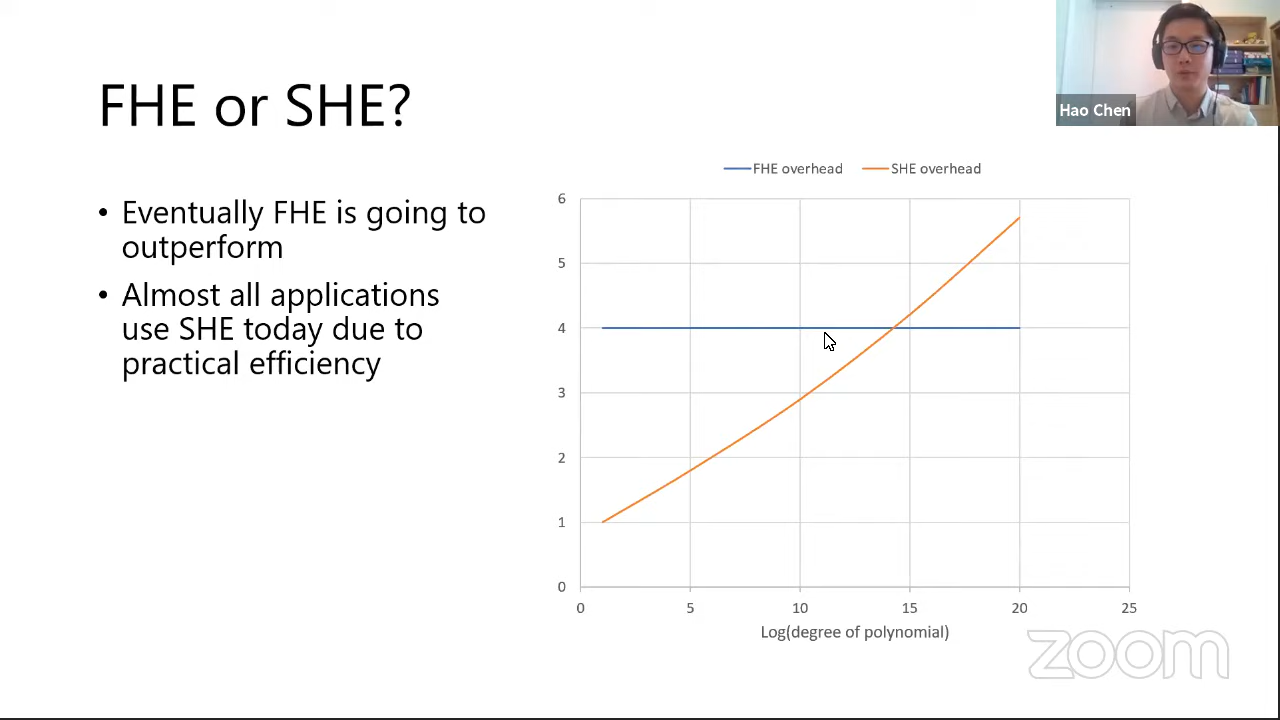 Hao Chen
FHE or SHE?
• Eventually FHE is going to
outperform
• Almost all applications
use SHE today due to
practical efficiency
FHE overhead SHE overhead
6
5
4
3
2
1
0
0 5 10 15 20 25
Log(degree of polynomial)
zoom